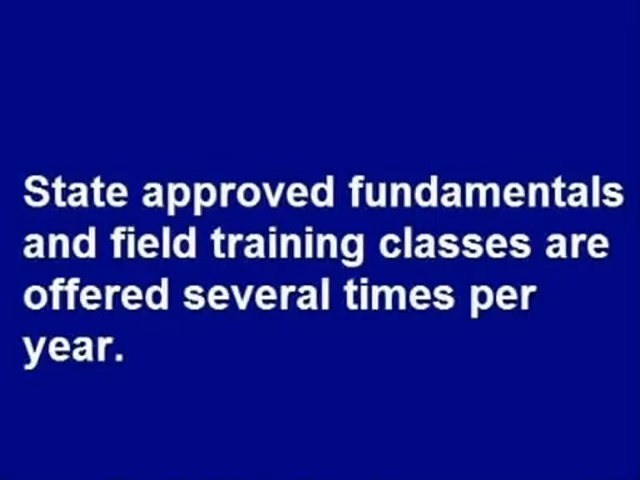 State approved fundamentals
and field training classes are
offered several times per
year.